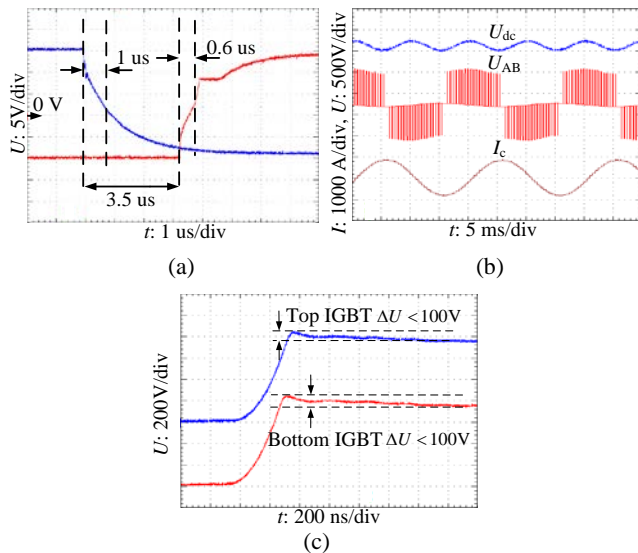 U: 5V/div
1 us
0.6 us
0 V
3.5 us
t: 1 us/div
(a)
I: 1000 A/div, U: 500V/div
Udc
UAB
Ic
t: 5 ms/div
(b)
U: 200V/div
Top IGBT ΔU <100V
Bottom IGBT ΔU <100V
t: 200 ns/div
(c)